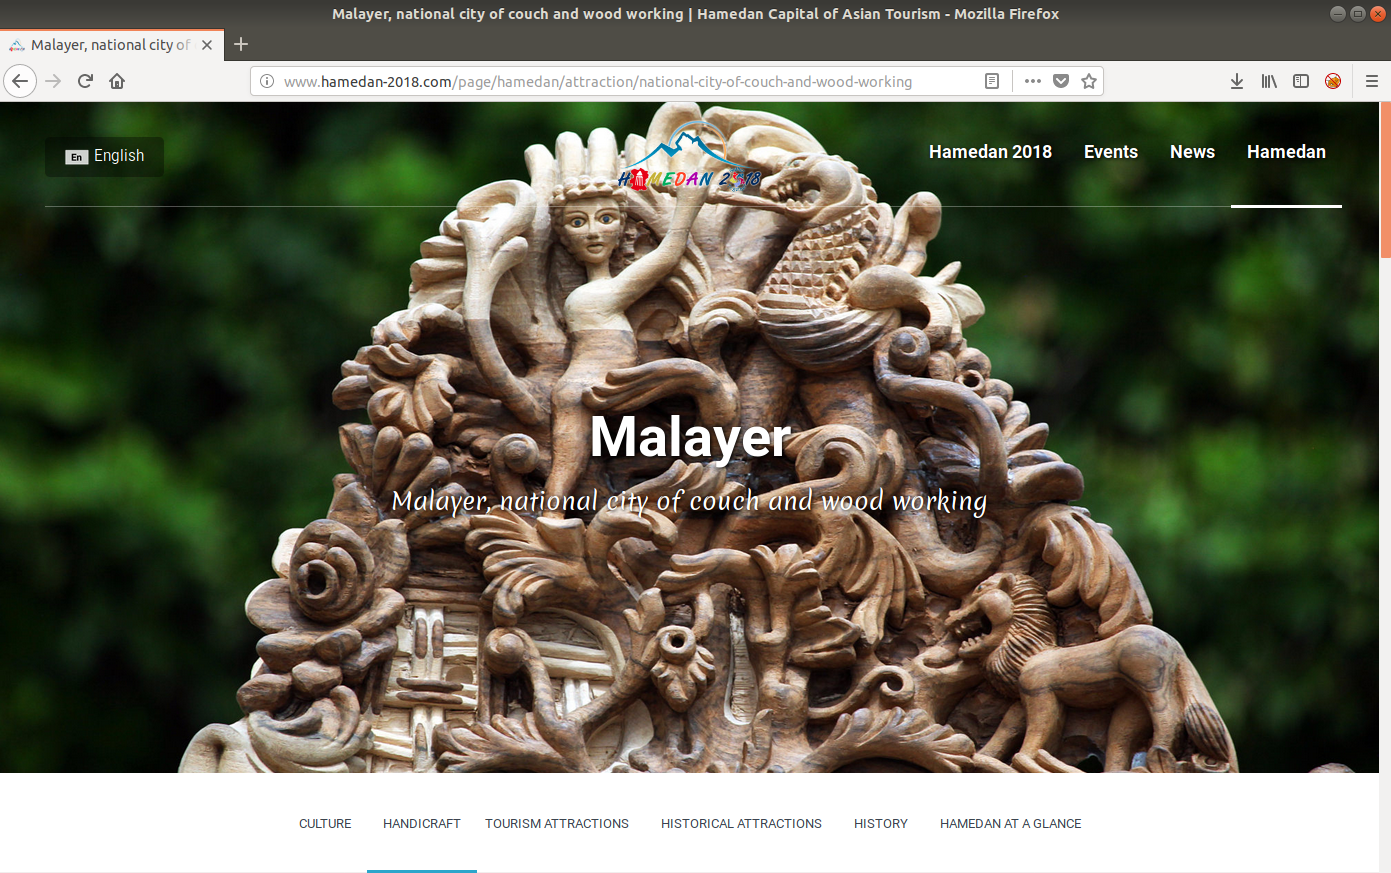 Malayer, national city of couch and wood working | Hamedan Capital of Asian Tourism - Mozilla Firefox
Malayer, national city of
www.hamedan-2018.com/page/hamedan/attraction/national-city-of-couch-and-wood-working
En English
HAMEDAN 2018
Hamedan 2018 Events News Hamedan
Malayer
Malayer, national city of couch and wood working
CULTURE HANDICRAFT TOURISM ATTRACTIONS HISTORICAL ATTRACTIONS HISTORY HAMEDAN AT A GLANCE